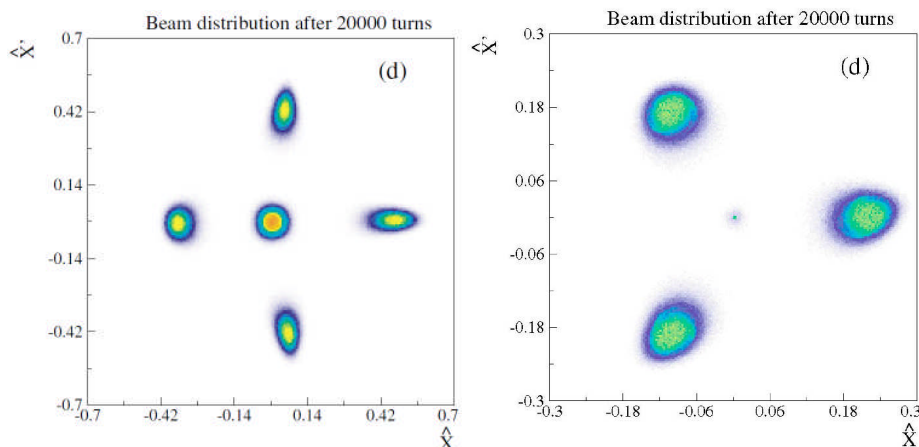 Beam distribution after 20000 turns
0.7
X̂'
(d)
0.42
0.14
-0.14
-0.42
-0.7
-0.7 -0.42 -0.14 0.14 0.42 0.7
X̂
Beam distribution after 20000 turns
0.3
X̂'
(d)
0.18
0.06
-0.06
-0.18
-0.3
-0.3 -0.18 -0.06 0.06 0.18 0.3
X̂